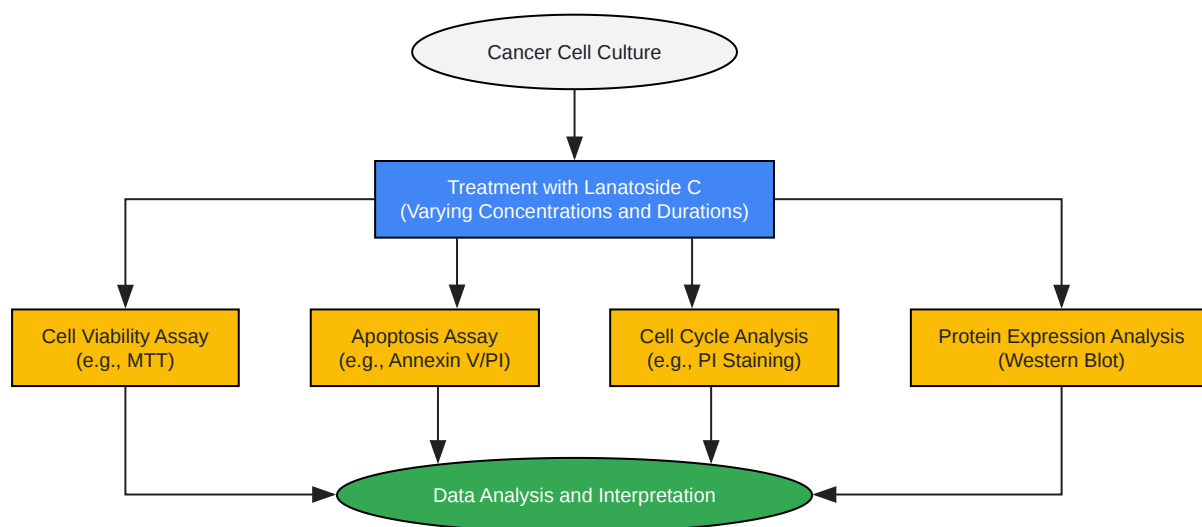 Cancer Cell Culture
Treatment with Lanatoside C
(Varying Concentrations and Durations)
Cell Viability Assay
(e.g., MTT)
Apoptosis Assay
(e.g., Annexin V/PI)
Cell Cycle Analysis
(e.g., PI Staining)
Protein Expression Analysis
(Western Blot)
Data Analysis and Interpretation